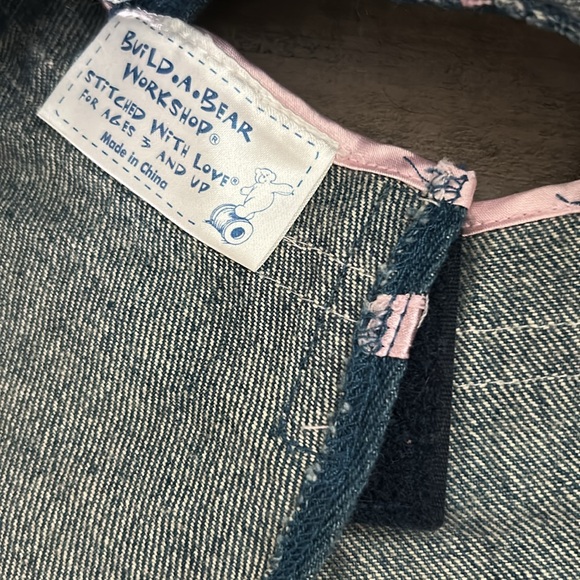 BUILD.A.BEAR
WORKSHOP®
STITCHED WITH LOVE®
FOR AGES 3 AND UP
Made in China